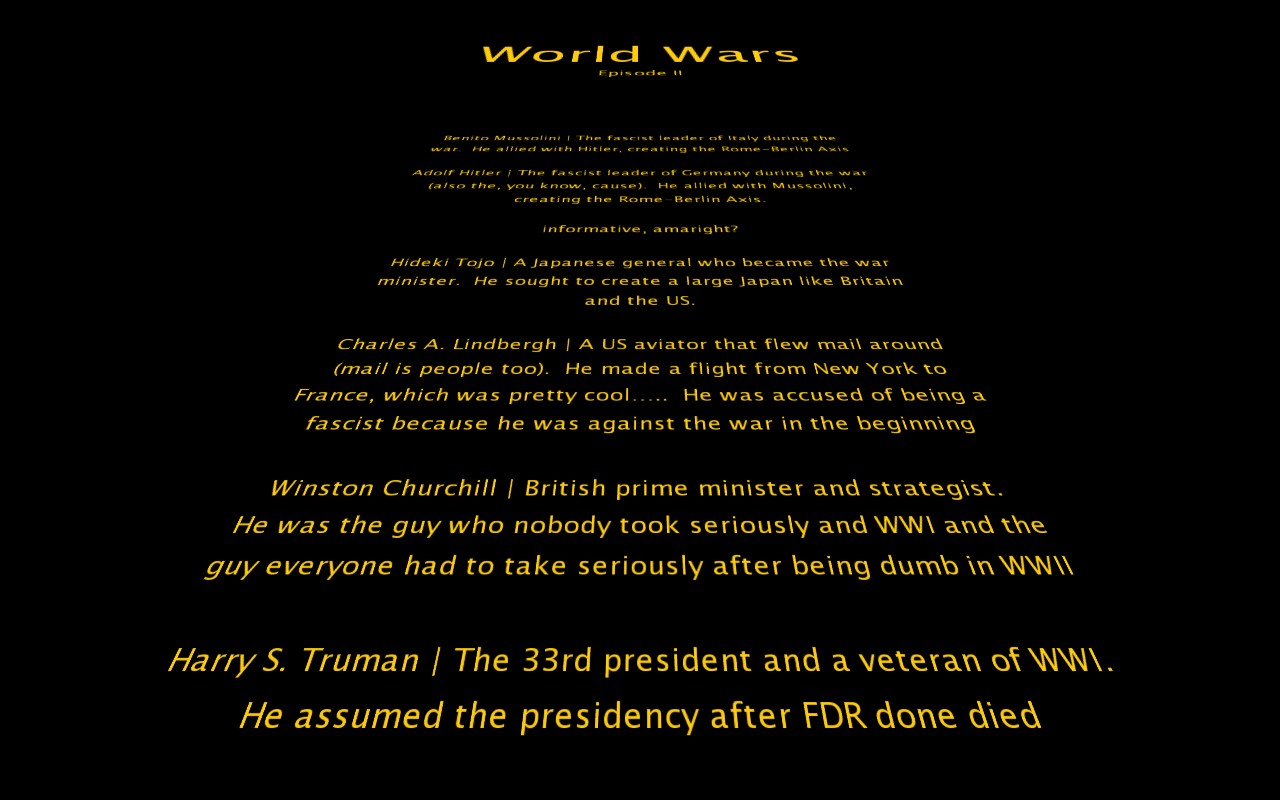 World Wars
Episode II
Benito Mussolini | The fascist leader of Italy during the
war.  He allied with Hitler, creating the Rome-Berlin Axis
Adolf Hitler | The fascist leader of Germany during the war
(also the, you know, cause).  He allied with Mussolini,
creating the Rome-Berlin Axis.
informative, amaright?
Hideki Tojo | A Japanese general who became the war
minister.  He sought to create a large Japan like Britain
and the US.
Charles A. Lindbergh | A US aviator that flew mail around
(mail is people too).  He made a flight from New York to
France, which was pretty cool.....  He was accused of being a
fascist because he was against the war in the beginning
Winston Churchill | British prime minister and strategist.
He was the guy who nobody took seriously and WWI and the
guy everyone had to take seriously after being dumb in WWII
Harry S. Truman | The 33rd president and a veteran of WWI.
He assumed the presidency after FDR done died